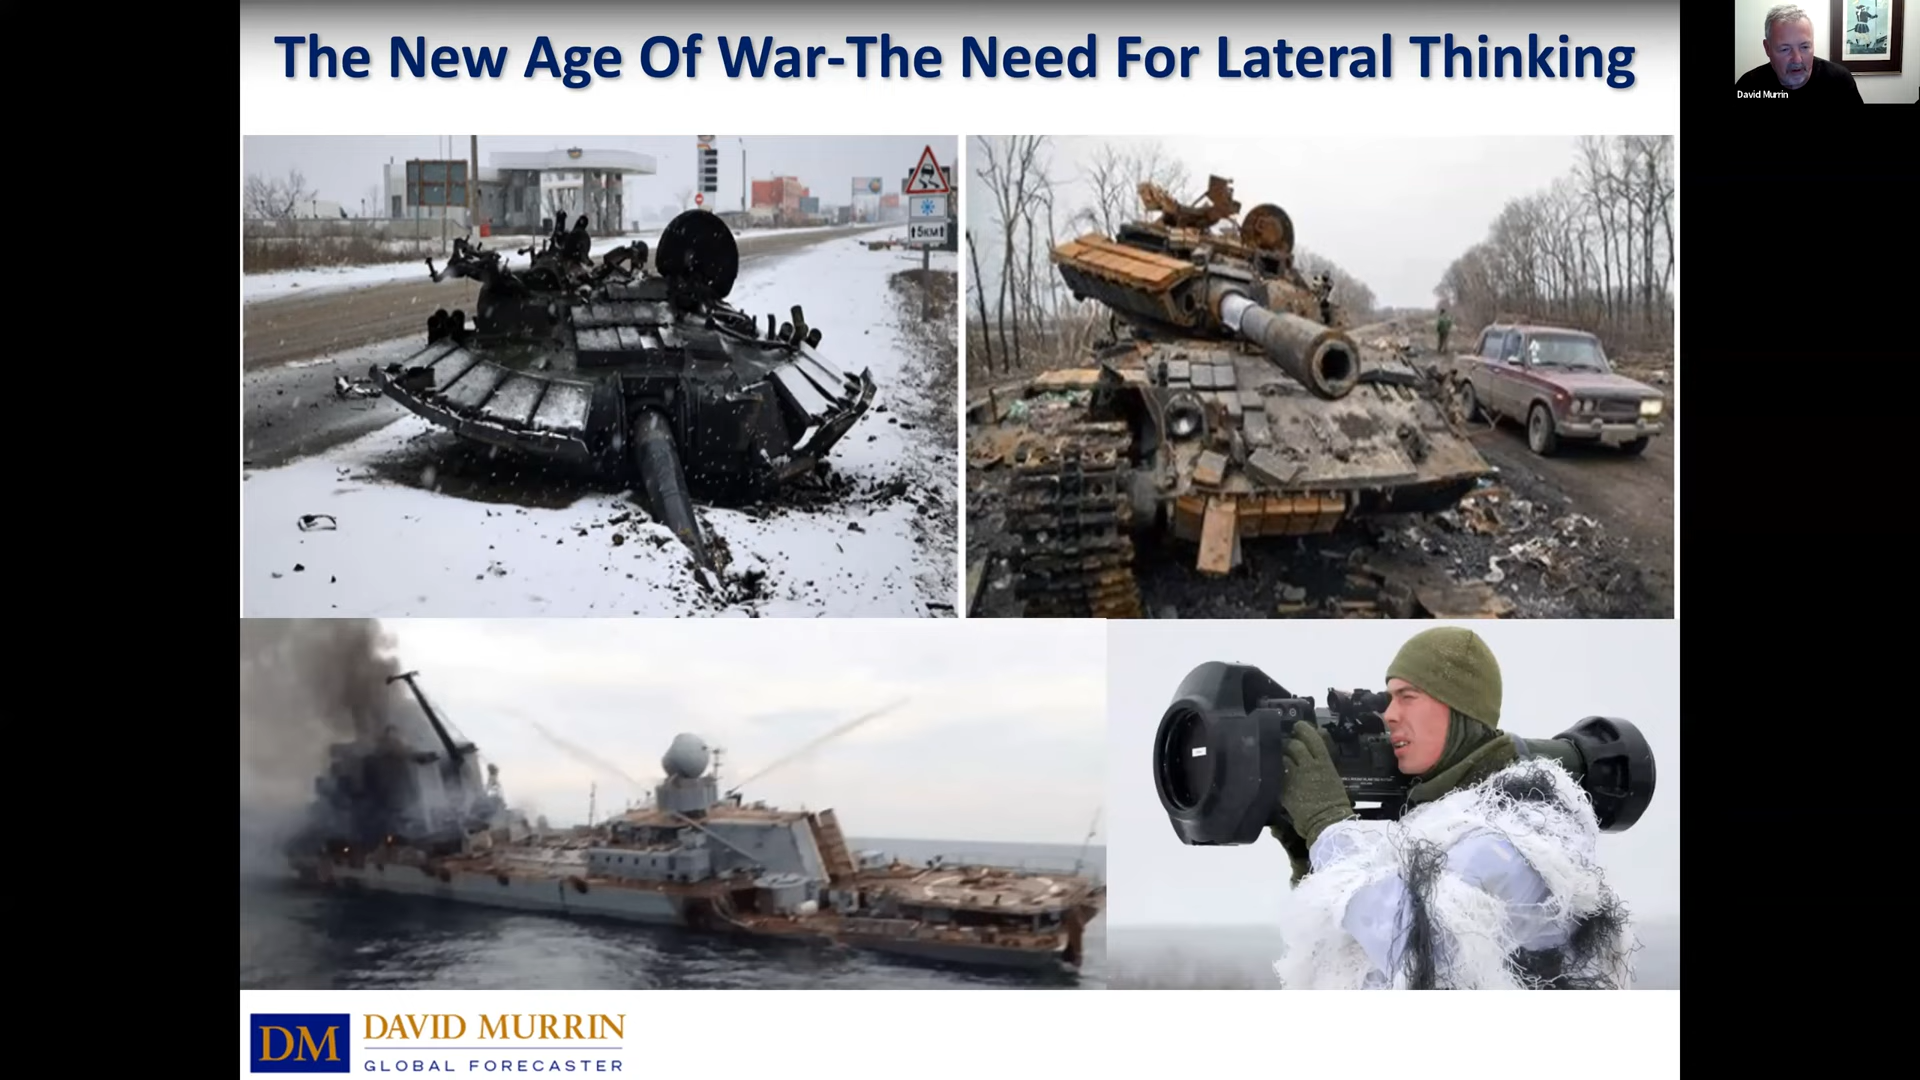 The New Age Of War-The Need For Lateral Thinking
David Murrin
5КМ
DM
DAVID MURRIN
GLOBAL FORECASTER